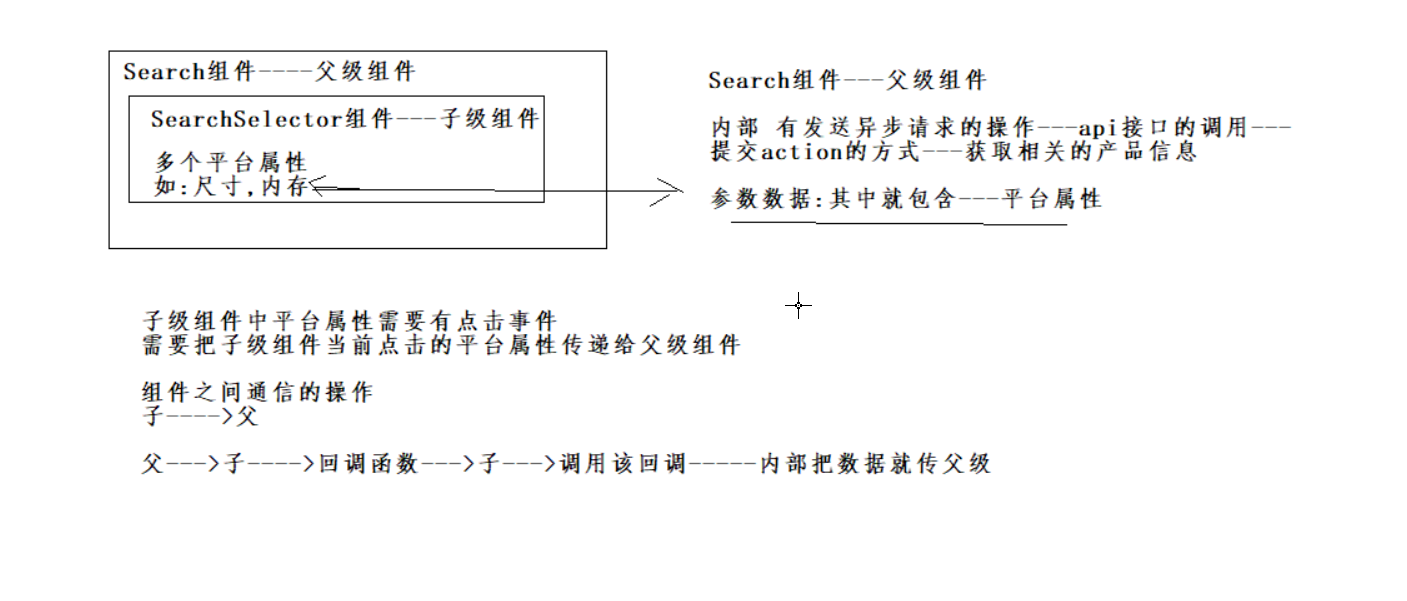 Search组件----父级组件
SearchSelector组件---子级组件
多个平台属性
如:尺寸,内存
Search组件---父级组件
内部 有发送异步请求的操作---api接口的调用---
提交action的方式---获取相关的产品信息
参数数据:其中就包含---平台属性
子级组件中平台属性需要有点击事件
需要把子级组件当前点击的平台属性传递给父级组件
组件之间通信的操作
子---->父
父--->子---->回调函数--->子--->调用该回调-----内部把数据就传父级